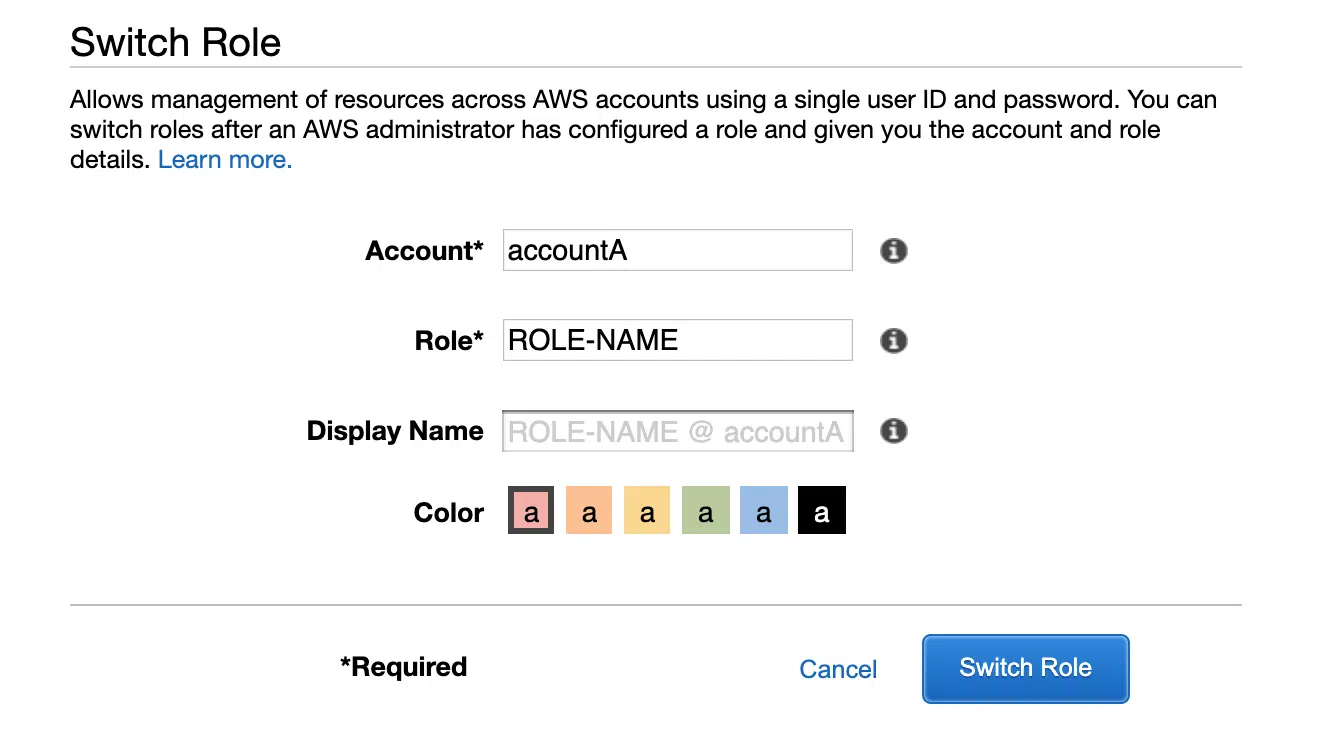 Switch Role
Allows management of resources across AWS accounts using a single user ID and password. You can
switch roles after an AWS administrator has configured a role and given you the account and role
details. Learn more.
Account* accountA i
Role* ROLE-NAME i
Display Name ROLE-NAME @ accountA i
Color a a a a a a
*Required Cancel Switch Role